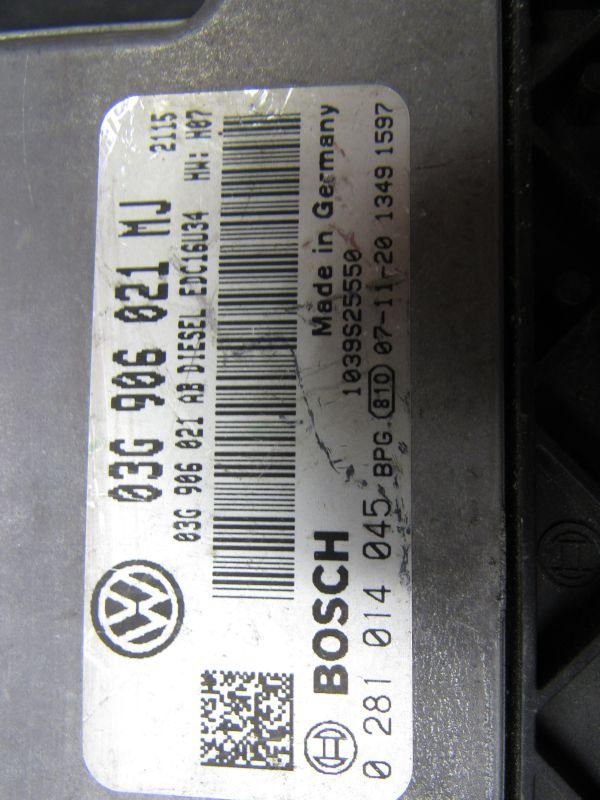 03G 906 021 MJ 2115
03G 906 021 AB DIESEL EDC16U34 HW: H07
BOSCH Made in Germany
1039S25550
0 281 014 045 BPG. 810 07-11-20 1349 1597